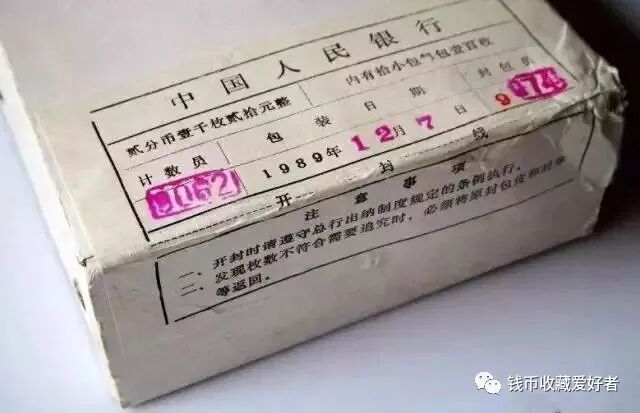 中国人民银行
贰分币壹千枚贰拾元整 内有拾小包每包壹百枚
计数员 包装日期 封包员
1989年12月7日 9
开封线
注意事项
一、开封时请遵守总行出纳制度规定的条例执行。
二、发现枚数不符合需要追究时，必须将原封包皮和封签
等返回。
钱币收藏爱好者